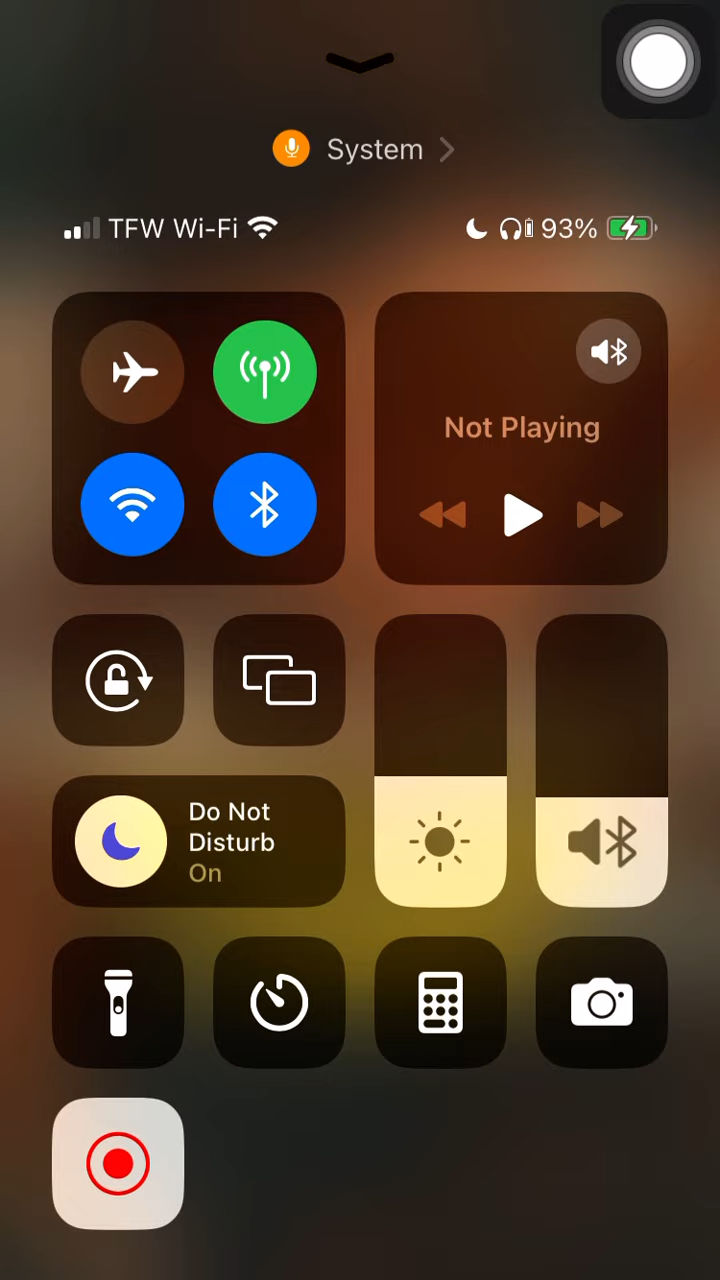 System
TFW Wi-Fi 93%
Not Playing
Do Not
Disturb
On